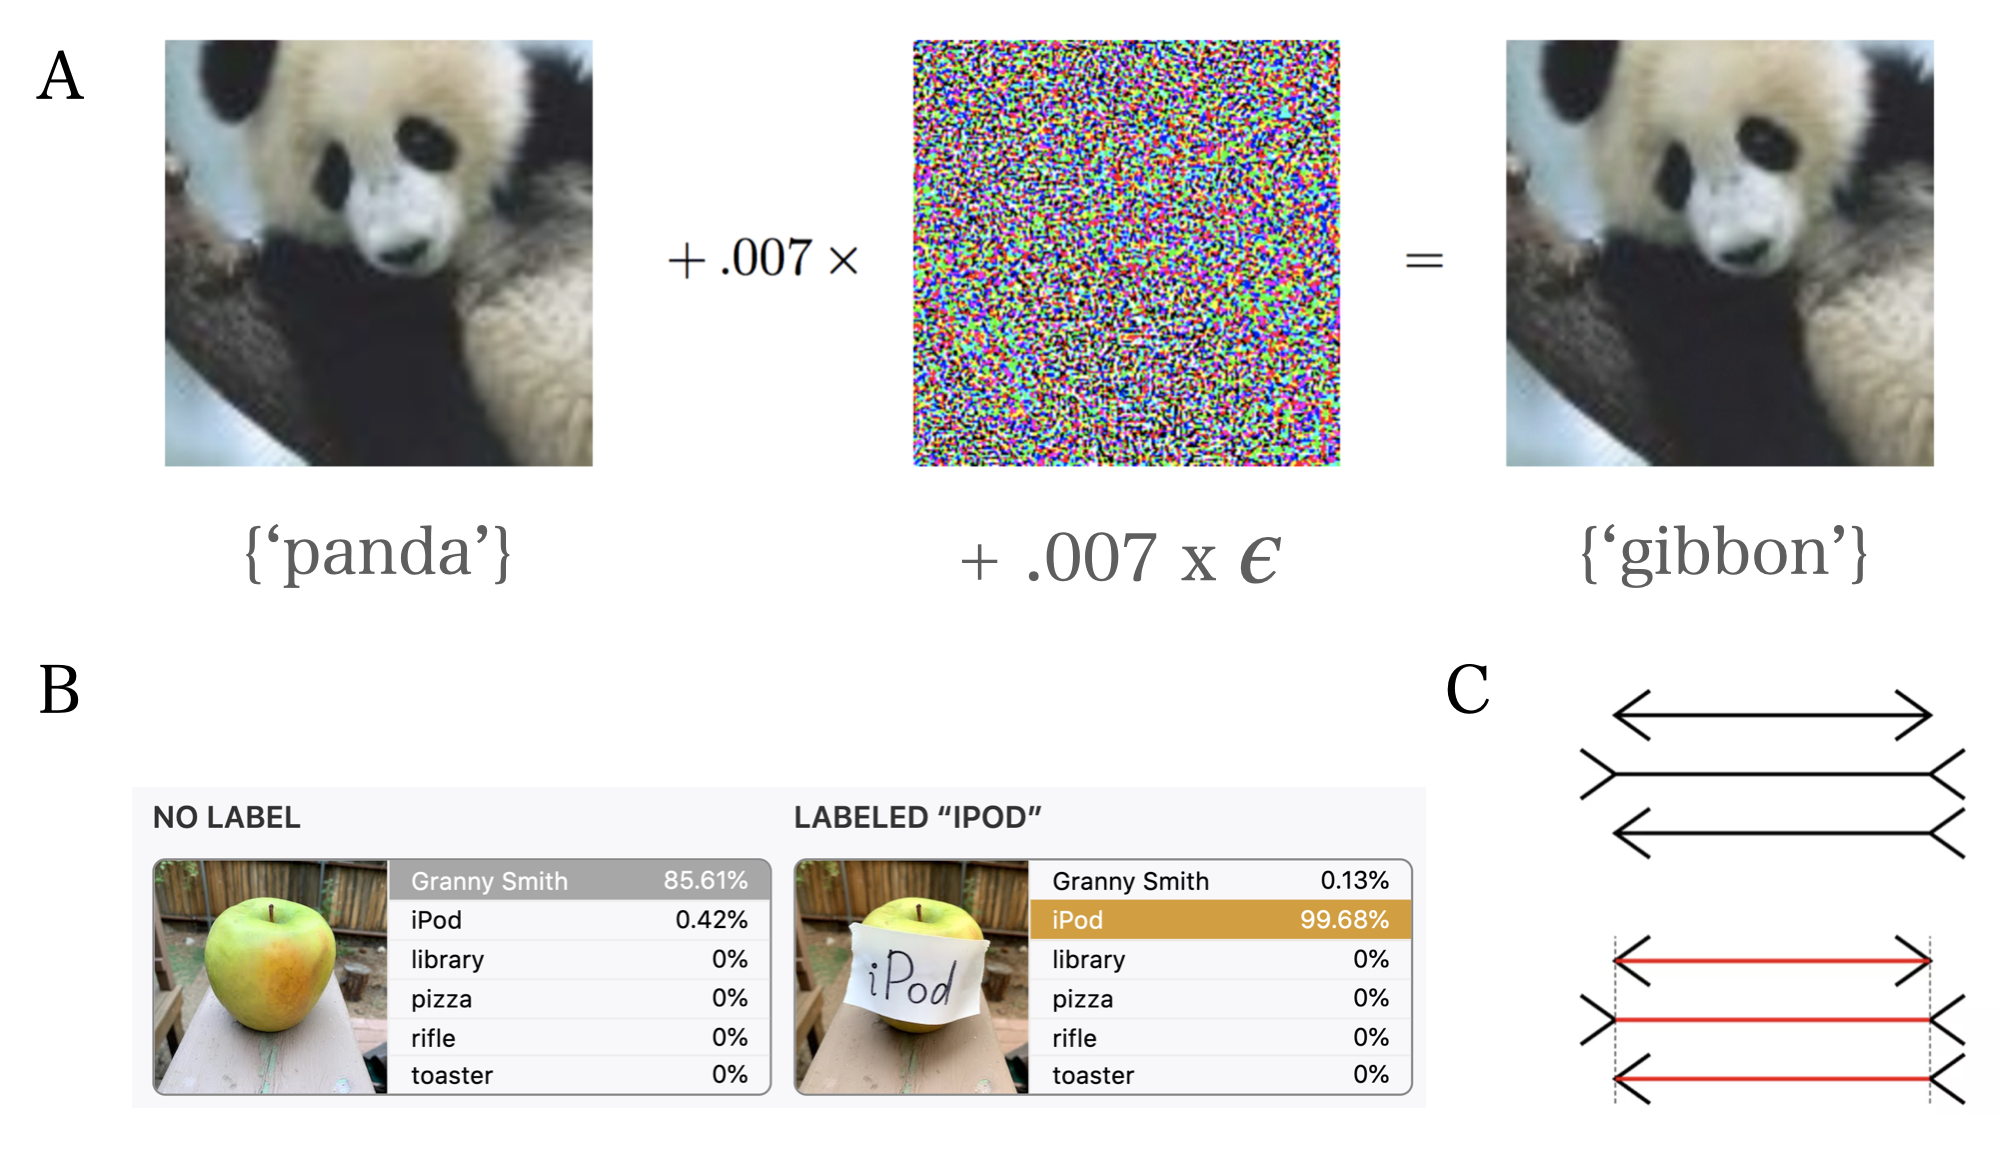 A
+ .007 ×
=
{‘panda’}
+ .007 x ϵ
{‘gibbon’}
B
C
NO LABEL
Granny Smith 85.61%
iPod 0.42%
library 0%
pizza 0%
rifle 0%
toaster 0%
LABELED “IPOD”
iPod
Granny Smith 0.13%
iPod 99.68%
library 0%
pizza 0%
rifle 0%
toaster 0%